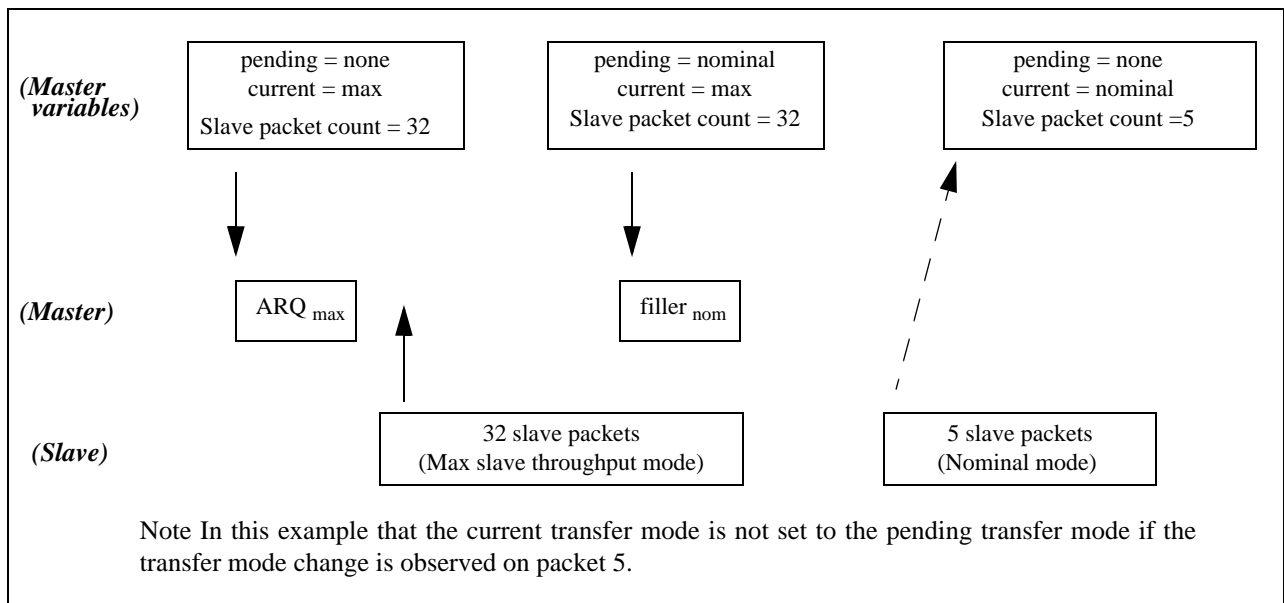 (Master
variables)
pending = none
current = max
Slave packet count = 32
pending = nominal
current = max
Slave packet count = 32
pending = none
current = nominal
Slave packet count =5
(Master)
ARQ max
filler nom
(Slave)
32 slave packets
(Max slave throughput mode)
5 slave packets
(Nominal mode)
Note In this example that the current transfer mode is not set to the pending transfer mode if the
transfer mode change is observed on packet 5.